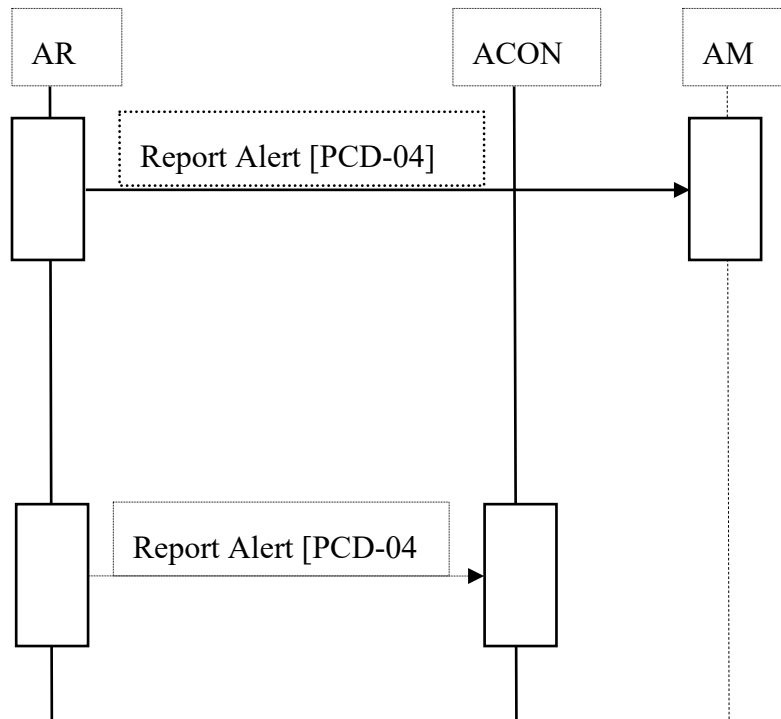 AR
ACON
AM
Report Alert [PCD-04]
Report Alert [PCD-04